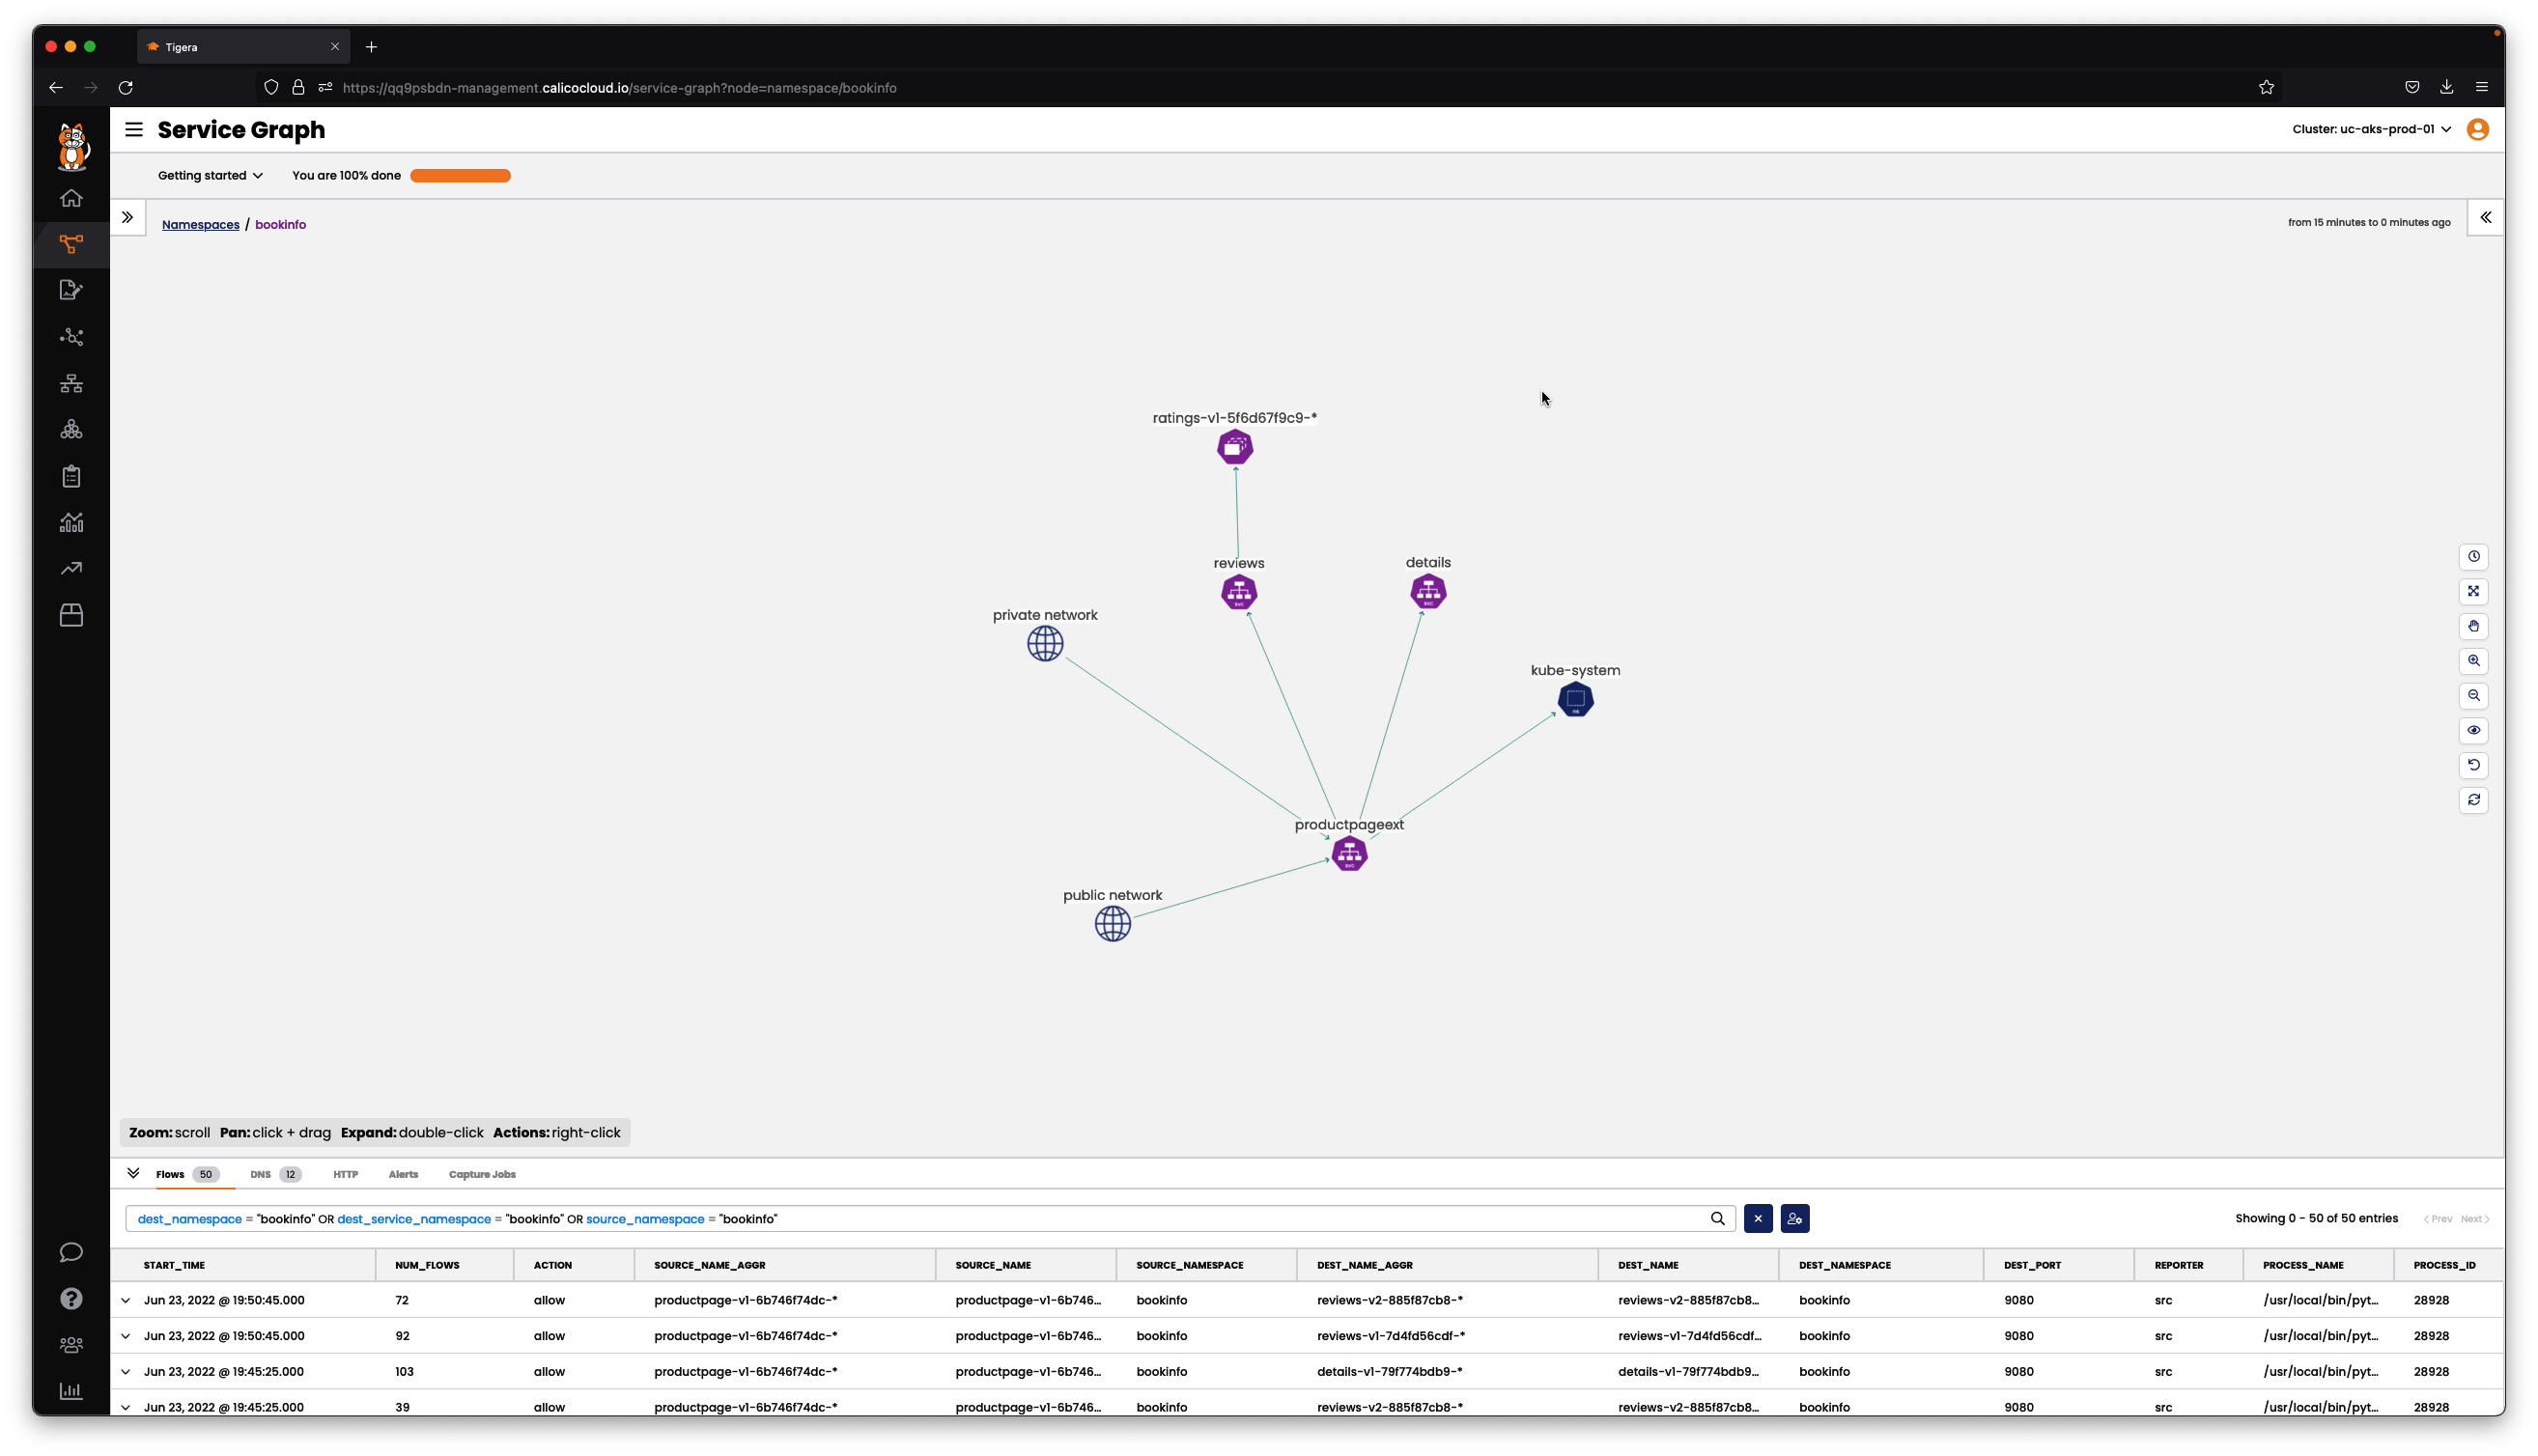 Tigera
https://qq9psbdn-management.calicocloud.io/service-graph?node=namespace/bookinfo
Service Graph
Cluster: uc-aks-prod-01
Getting started
You are 100% done
Namespaces / bookinfo
from 15 minutes to 0 minutes ago
ratings-v1-5f6d67f9c9-*
reviews
details
private network
kube-system
productpageext
public network
Zoom: scroll Pan: click + drag Expand: double-click Actions: right-click
Flows 50 DNS 12 HTTP Alerts Capture Jobs
dest_namespace = "bookinfo" OR dest_service_namespace = "bookinfo" OR source_namespace = "bookinfo"
Showing 0 - 50 of 50 entries
Prev Next
START_TIME NUM_FLOWS ACTION SOURCE_NAME_AGGR SOURCE_NAME SOURCE_NAMESPACE DEST_NAME_AGGR DEST_NAME DEST_NAMESPACE DEST_PORT REPORTER PROCESS_NAME PROCESS_ID
Jun 23, 2022 @ 19:50:45.000 72 allow productpage-v1-6b746f74dc-* productpage-v1-6b746... bookinfo reviews-v2-885f87cb8-* reviews-v2-885f87cb8... bookinfo 9080 src /usr/local/bin/pyt... 28928
Jun 23, 2022 @ 19:50:45.000 92 allow productpage-v1-6b746f74dc-* productpage-v1-6b746... bookinfo reviews-v1-7d4fd56cdf-* reviews-v1-7d4fd56cdf... bookinfo 9080 src /usr/local/bin/pyt... 28928
Jun 23, 2022 @ 19:45:25.000 103 allow productpage-v1-6b746f74dc-* productpage-v1-6b746... bookinfo details-v1-79f774bdb9-* details-v1-79f774bdb9... bookinfo 9080 src /usr/local/bin/pyt... 28928
Jun 23, 2022 @ 19:45:25.000 39 allow productpage-v1-6b746f74dc-* productpage-v1-6b746... bookinfo reviews-v2-885f87cb8-* reviews-v2-885f87cb8... bookinfo 9080 src /usr/local/bin/pyt... 28928